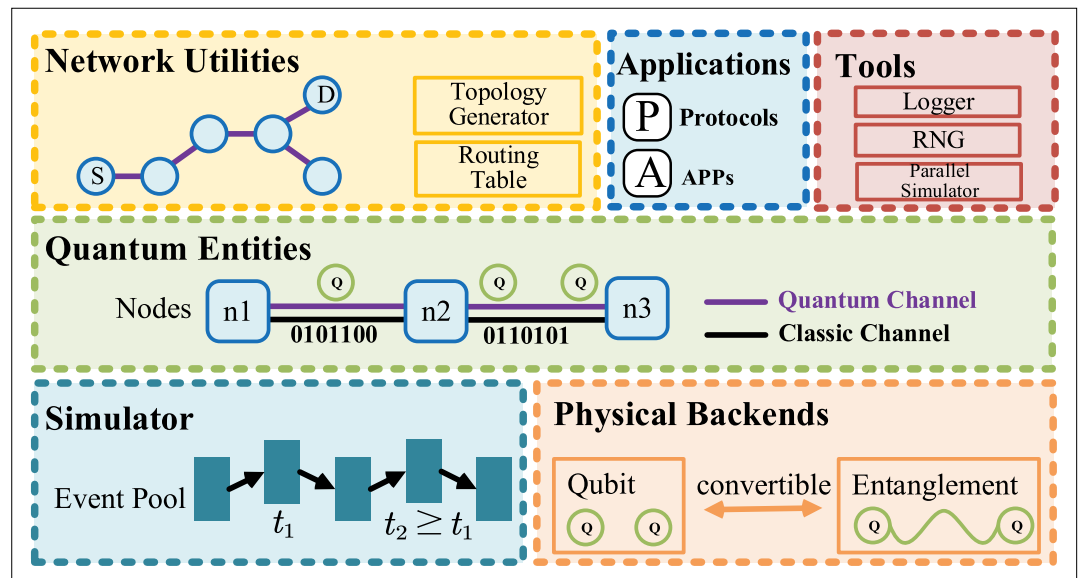 Network Utilities
D
S
Topology
Generator
Routing
Table
Applications
P Protocols
A APPs
Tools
Logger
RNG
Parallel
Simulator
Quantum Entities
Q Q Q
Nodes n1 n2 n3
0101100 0110101
Quantum Channel
Classic Channel
Simulator
Event Pool
t₁ t₂ ≥ t₁
Physical Backends
Qubit
Q Q
convertible
Entanglement
Q Q